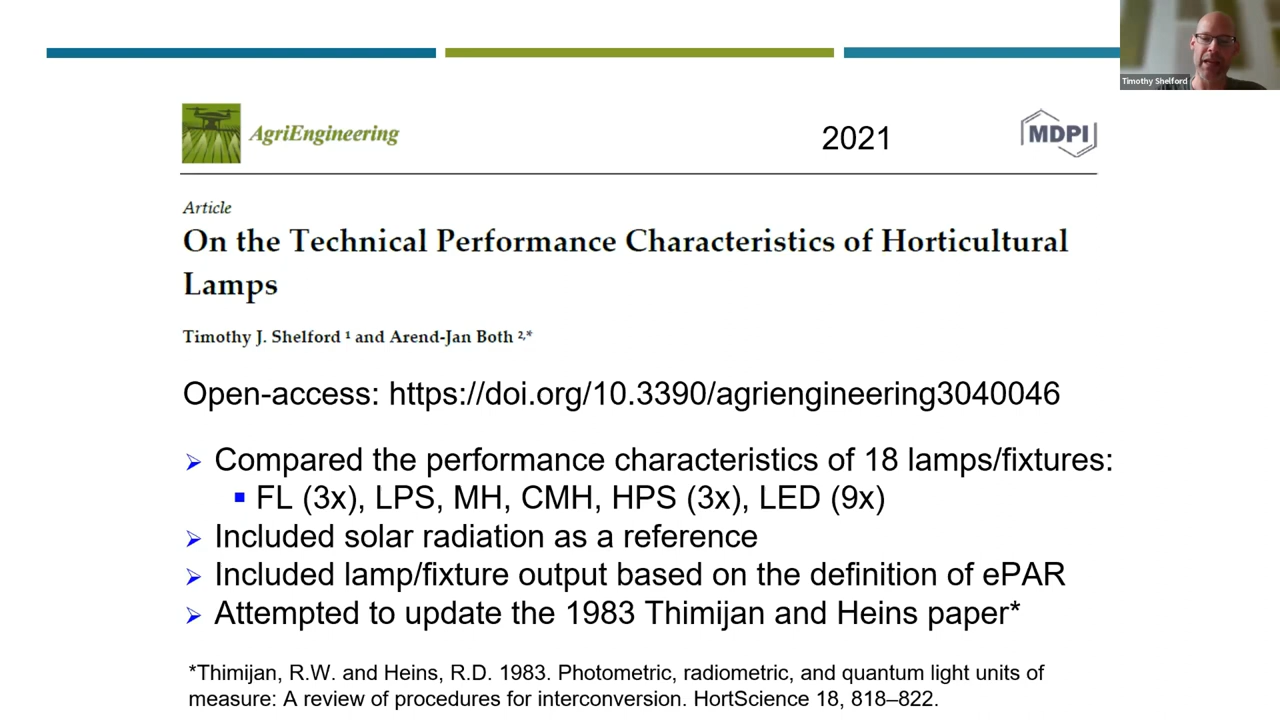 Timothy Shelford
AgriEngineering
2021
MDPI
Article
On the Technical Performance Characteristics of Horticultural
Lamps
Timothy J. Shelford 1 and Arend-Jan Both 2,*
Open-access: https://doi.org/10.3390/agriengineering3040046
➢ Compared the performance characteristics of 18 lamps/fixtures:
▪ FL (3x), LPS, MH, CMH, HPS (3x), LED (9x)
➢ Included solar radiation as a reference
➢ Included lamp/fixture output based on the definition of ePAR
➢ Attempted to update the 1983 Thimijan and Heins paper*
*Thimijan, R.W. and Heins, R.D. 1983. Photometric, radiometric, and quantum light units of
measure: A review of procedures for interconversion. HortScience 18, 818–822.